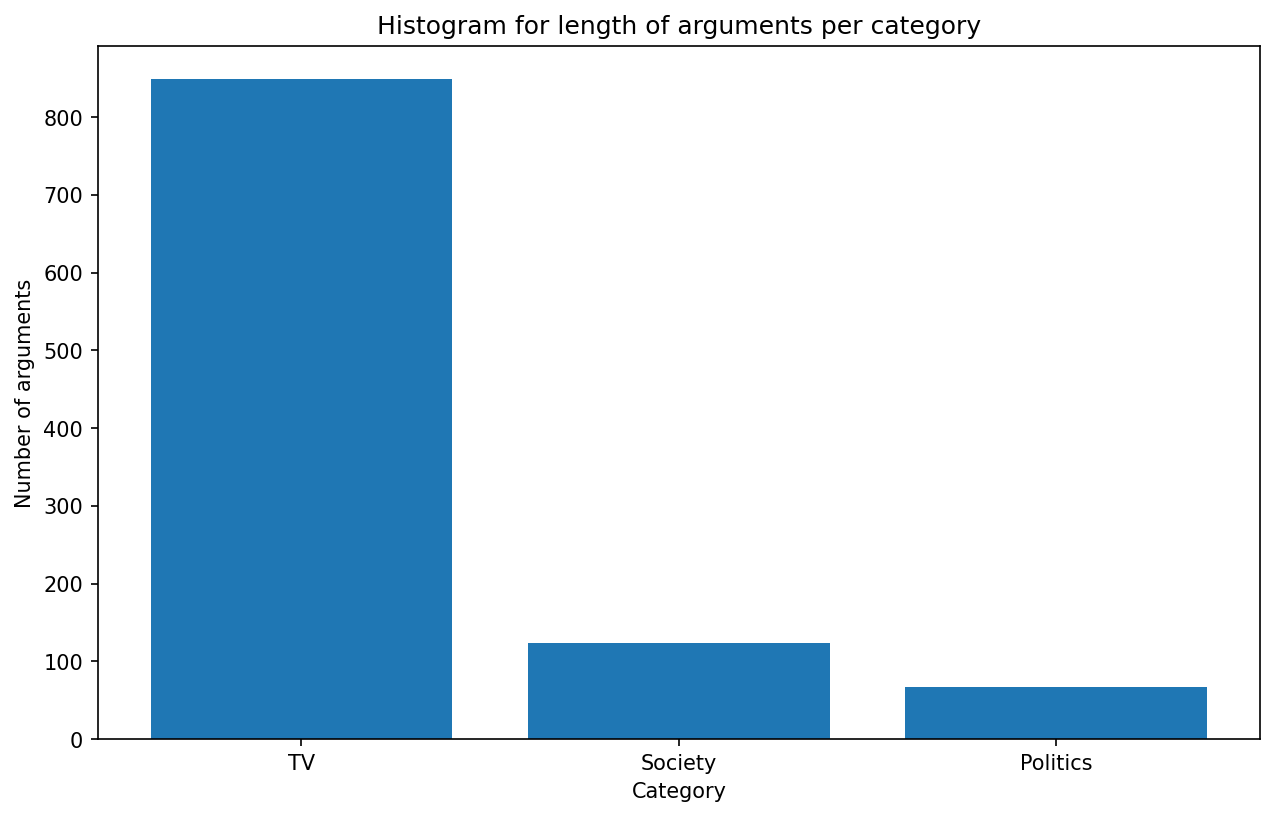 Histogram for length of arguments per category
Number of arguments
800
700
600
500
400
300
200
100
0
TV Society Politics
Category